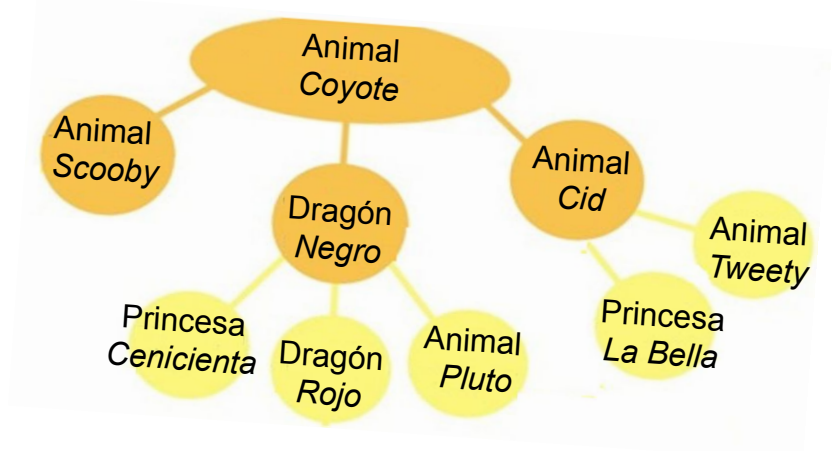 Animal
Coyote
Animal
Scooby
Dragón
Negro
Animal
Cid
Animal
Tweety
Princesa
Cenicienta
Dragón
Rojo
Animal
Pluto
Princesa
La Bella